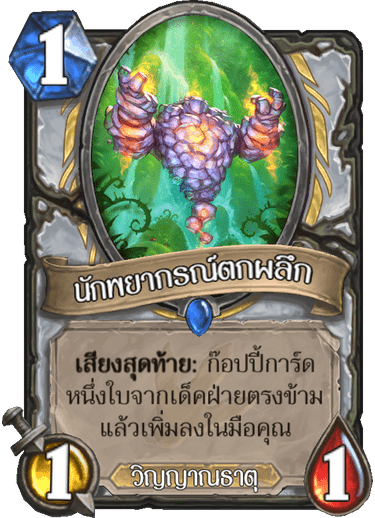 1
นักพยากรณ์ตกผลึก
เสียงสุดท้าย: ก๊อปปี้การ์ด
หนึ่งใบจากเด็คฝ่ายตรงข้าม
แล้วเพิ่มลงในมือคุณ
1
วิญญาณธาตุ
1